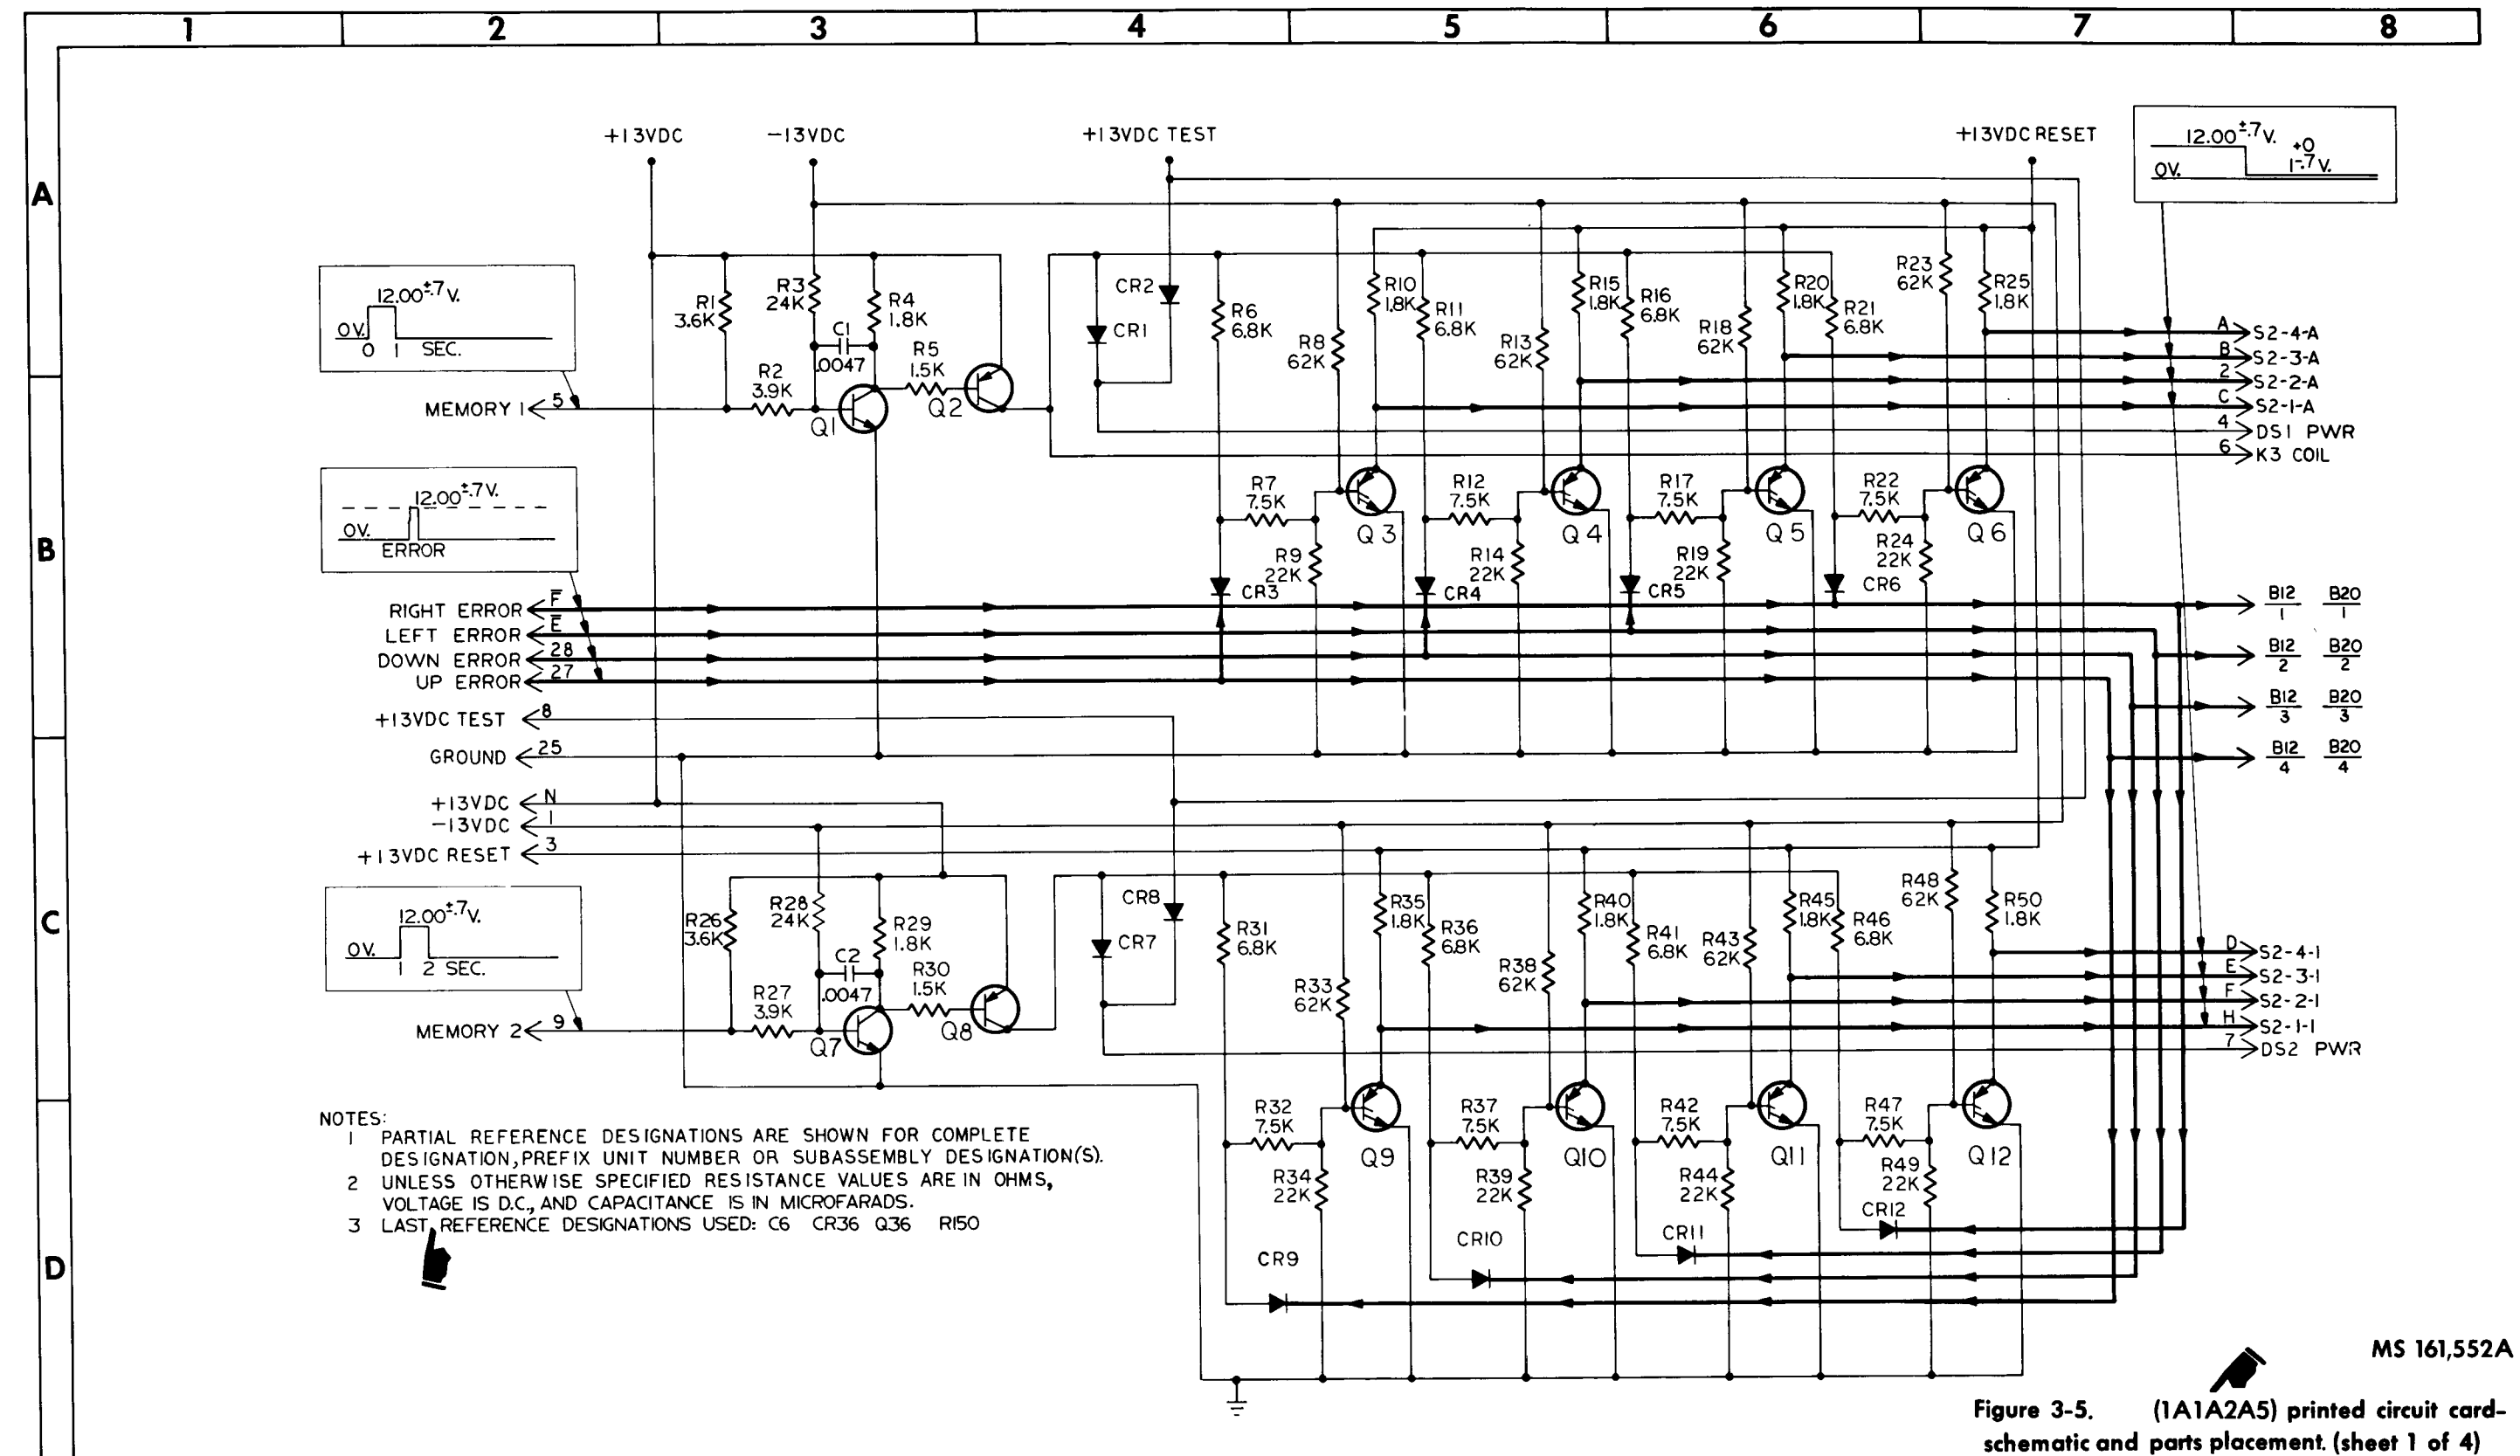 1 2 3 4 5 6 7 8
A
B
C
D
+13VDC
-13VDC
+13VDC TEST
+13VDC RESET
12.00±.7V.
+0
1-.7V.
0V.
12.00±.7V.
0V.
0 1 SEC.
R1
3.6K
R3
24K
R4
1.8K
C1
.0047
R5
1.5K
R2
3.9K
Q1
Q2
CR2
CR1
R6
6.8K
R8
62K
R10
1.8K
R11
6.8K
R13
62K
R15
1.8K
R16
6.8K
R18
62K
R20
1.8K
R21
6.8K
R23
62K
R25
1.8K
MEMORY 1 5
A S2-4-A
B S2-3-A
2 S2-2-A
C S2-1-A
4 DS1 PWR
6 K3 COIL
12.00±.7V.
0V.
ERROR
R7
7.5K
R9
22K
Q3
CR3
R12
7.5K
R14
22K
Q4
CR4
R17
7.5K
R19
22K
Q5
CR5
R22
7.5K
R24
22K
Q6
CR6
RIGHT ERROR F̅
LEFT ERROR E̅
DOWN ERROR 28
UP ERROR 27
+13VDC TEST 8
GROUND 25
+13VDC N
-13VDC 1
+13VDC RESET 3
B12 B20
1 1
B12 B20
2 2
B12 B20
3 3
B12 B20
4 4
12.00±.7V.
0V.
1 2 SEC.
R26
3.6K
R28
24K
R29
1.8K
C2
.0047
R30
1.5K
R27
3.9K
Q7
Q8
CR8
CR7
R31
6.8K
R33
62K
R35
1.8K
R36
6.8K
R38
62K
R40
1.8K
R41
6.8K
R43
62K
R45
1.8K
R46
6.8K
R48
62K
R50
1.8K
MEMORY 2 9
D S2-4-1
E S2-3-1
F S2-2-1
H S2-1-1
7 DS2 PWR
R32
7.5K
R34
22K
Q9
CR9
R37
7.5K
R39
22K
Q10
CR10
R42
7.5K
R44
22K
Q11
CR11
R47
7.5K
R49
22K
Q12
CR12
NOTES:
1 PARTIAL REFERENCE DESIGNATIONS ARE SHOWN FOR COMPLETE
DESIGNATION, PREFIX UNIT NUMBER OR SUBASSEMBLY DESIGNATION(S).
2 UNLESS OTHERWISE SPECIFIED RESISTANCE VALUES ARE IN OHMS,
VOLTAGE IS D.C., AND CAPACITANCE IS IN MICROFARADS.
3 LAST REFERENCE DESIGNATIONS USED: C6 CR36 Q36 R150
MS 161,552A
Figure 3-5. (1A1A2A5) printed circuit card-
schematic and parts placement. (sheet 1 of 4)